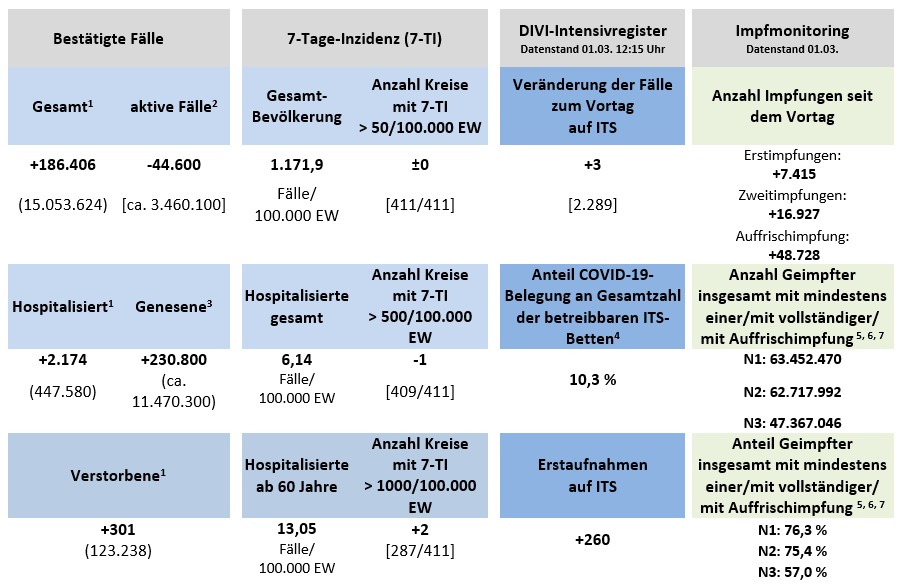 Bestätigte Fälle
Gesamt¹
aktive Fälle²
+186.406
-44.600
(15.053.624)
[ca. 3.460.100]
Hospitalisiert¹
Genesene³
+2.174
+230.800
(447.580)
(ca.
11.470.300)
Verstorbene¹
+301
(123.238)
7-Tage-Inzidenz (7-TI)
Gesamt-
Bevölkerung
Anzahl Kreise
mit 7-TI
> 50/100.000 EW
1.171,9
±0
Fälle/
100.000 EW
[411/411]
Hospitalisierte
gesamt
Anzahl Kreise
mit 7-TI
> 500/100.000
EW
6,14
-1
Fälle/
100.000 EW
[409/411]
Hospitalisierte
ab 60 Jahre
Anzahl Kreise
mit 7-TI
> 1000/100.000
EW
13,05
+2
Fälle/
100.000 EW
[287/411]
DIVI-Intensivregister
Datenstand 01.03. 12:15 Uhr
Veränderung der Fälle
zum Vortag
auf ITS
+3
[2.289]
Anteil COVID-19-
Belegung an Gesamtzahl
der betreibbaren ITS-
Betten⁴
10,3 %
Erstaufnahmen
auf ITS
+260
Impfmonitoring
Datenstand 01.03.
Anzahl Impfungen seit
dem Vortag
Erstimpfungen:
+7.415
Zweitimpfungen:
+16.927
Auffrischimpfung:
+48.728
Anzahl Geimpfter
insgesamt mit mindestens
einer/mit vollständiger/
mit Auffrischimpfung ⁵, ⁶, ⁷
N1: 63.452.470
N2: 62.717.992
N3: 47.367.046
Anteil Geimpfter
insgesamt mit mindestens
einer/mit vollständiger/
mit Auffrischimpfung ⁵, ⁶, ⁷
N1: 76,3 %
N2: 75,4 %
N3: 57,0 %